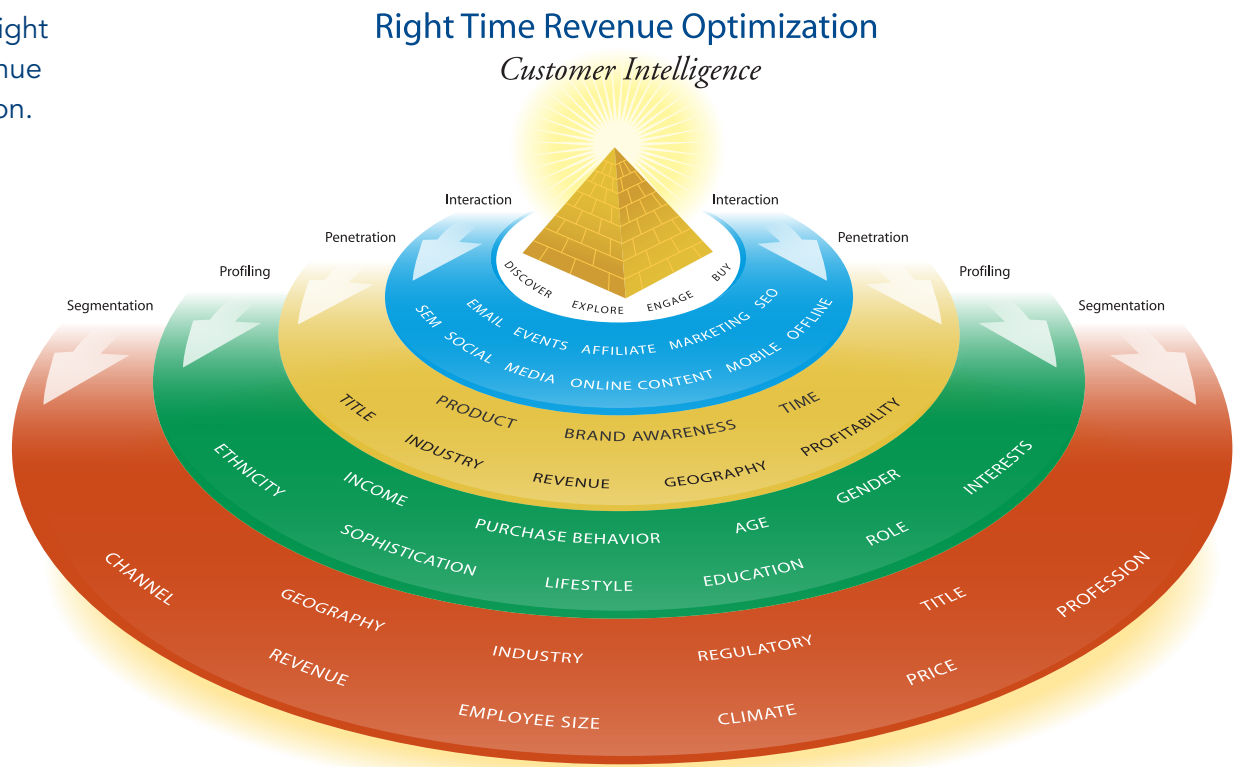 ight
nue
on.
Right Time Revenue Optimization
Customer Intelligence
Interaction
Interaction
Penetration
Penetration
Profiling
Profiling
Segmentation
Segmentation
DISCOVER EXPLORE ENGAGE BUY
EMAIL EVENTS AFFILIATE MARKETING SEO
SEM SOCIAL MEDIA ONLINE CONTENT MOBILE OFFLINE
PRODUCT BRAND AWARENESS TIME
TITLE INDUSTRY REVENUE GEOGRAPHY PROFITABILITY
ETHNICITY INCOME PURCHASE BEHAVIOR AGE GENDER INTERESTS
SOPHISTICATION LIFESTYLE EDUCATION ROLE
CHANNEL GEOGRAPHY INDUSTRY REGULATORY TITLE PROFESSION
REVENUE EMPLOYEE SIZE CLIMATE PRICE